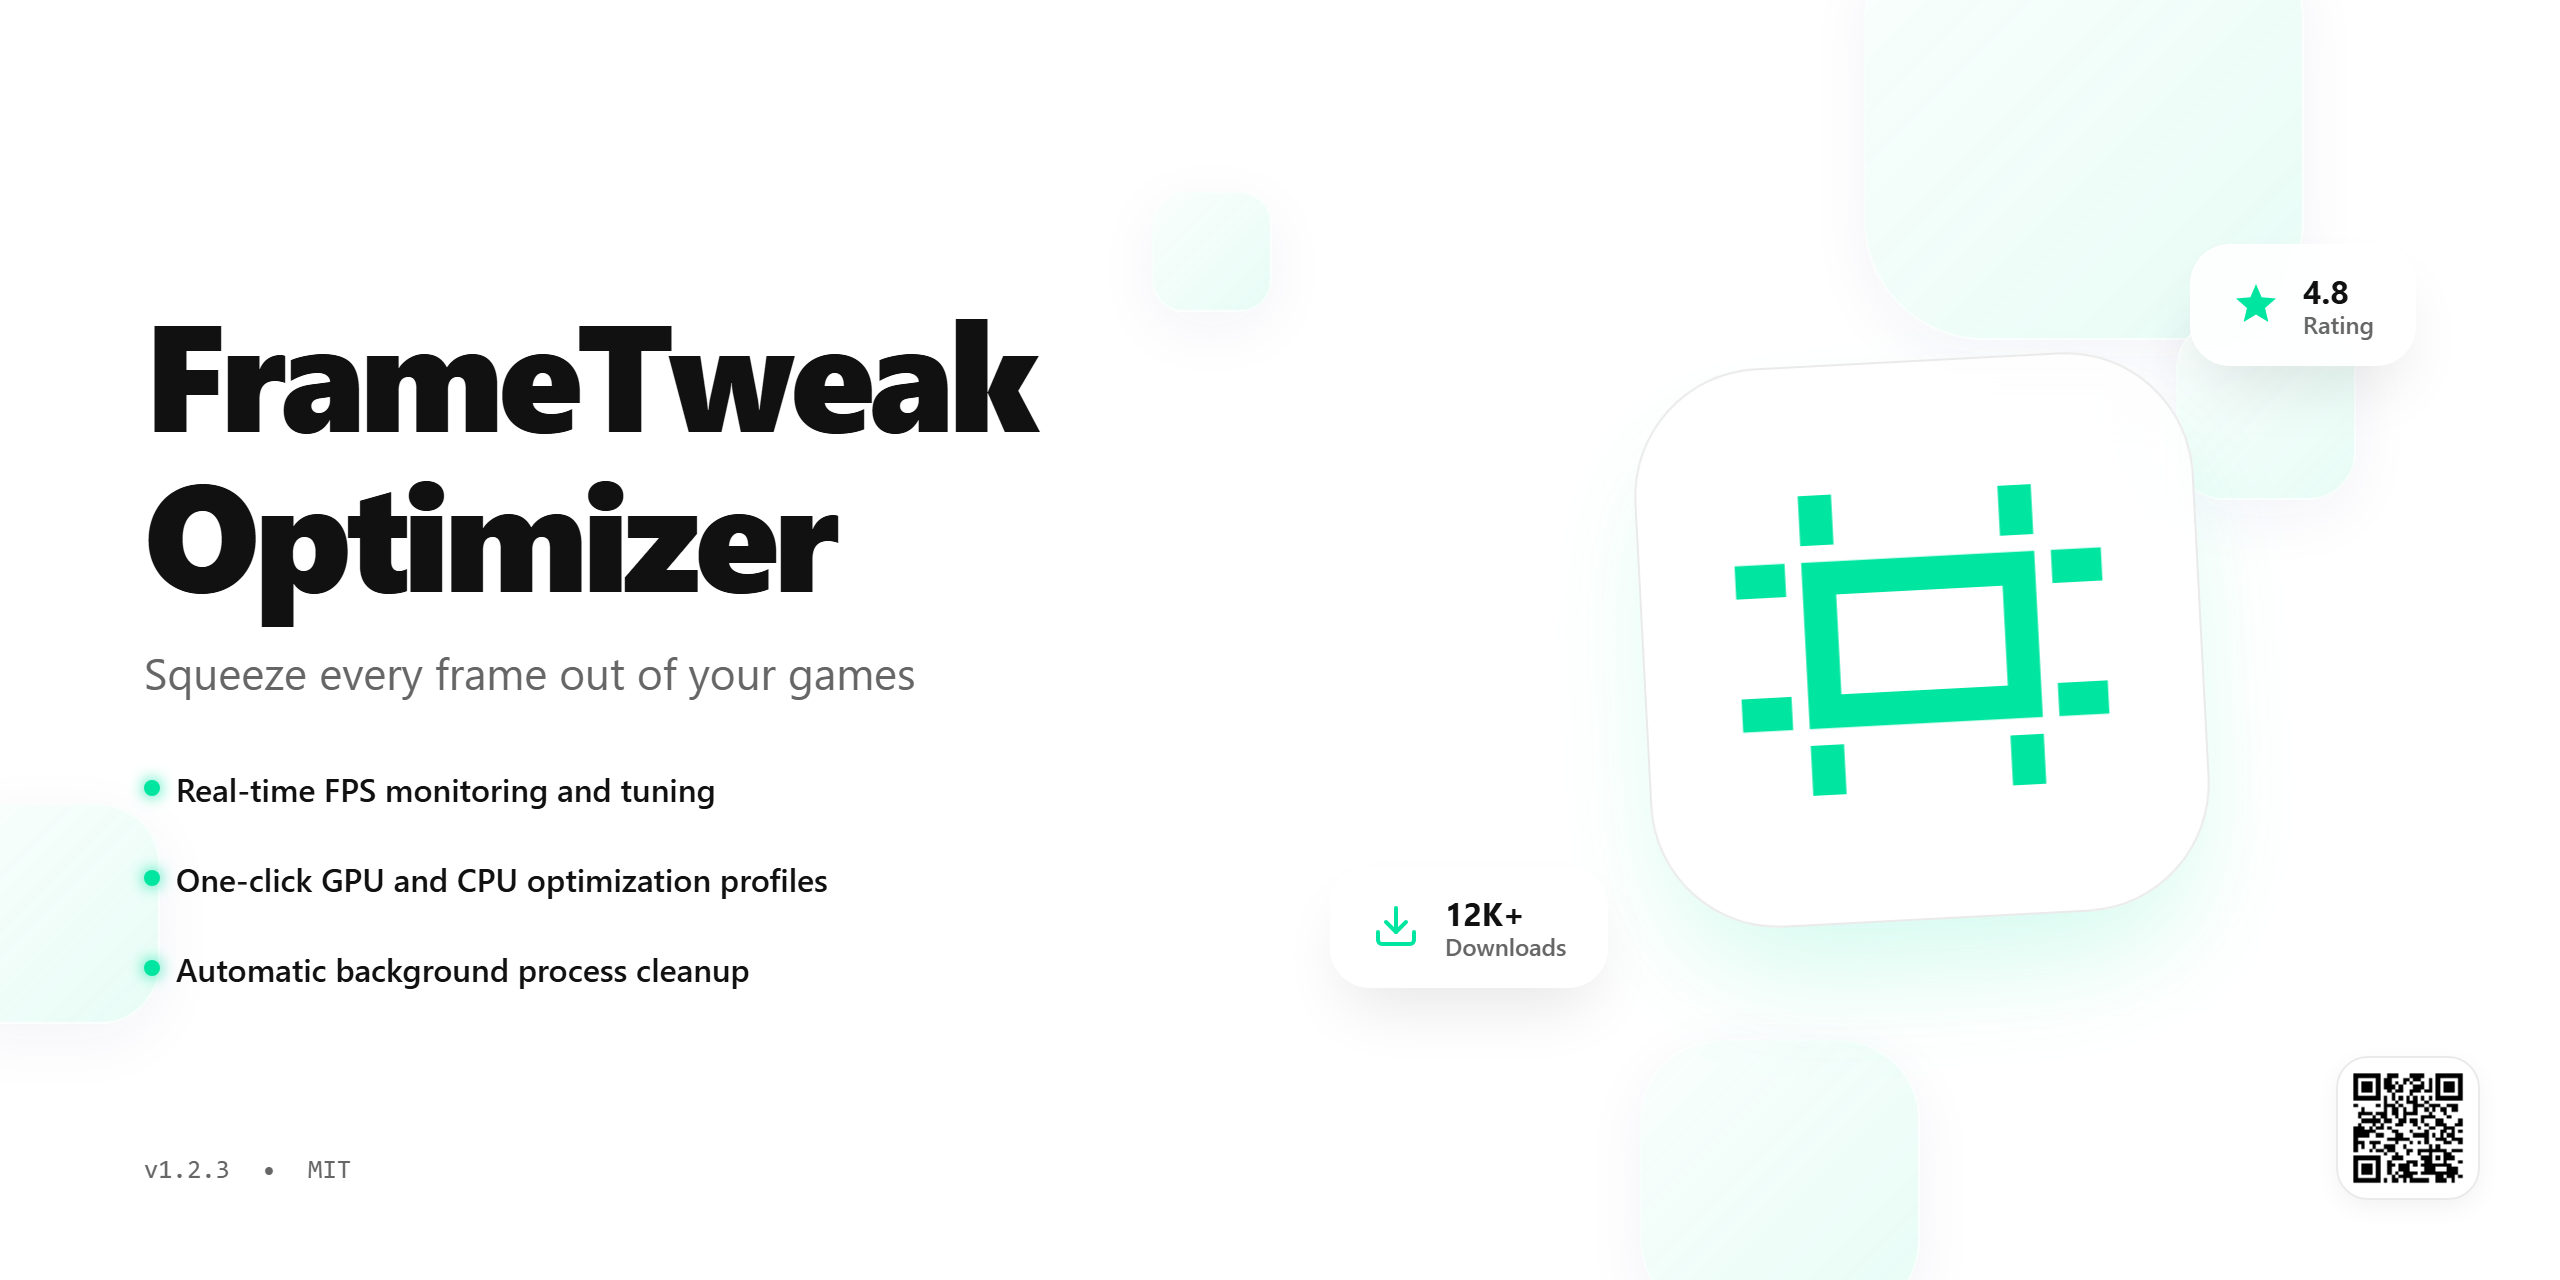 FrameTweak
Optimizer
Squeeze every frame out of your games
Real-time FPS monitoring and tuning
One-click GPU and CPU optimization profiles
Automatic background process cleanup
v1.2.3 • MIT
4.8
Rating
12K+
Downloads